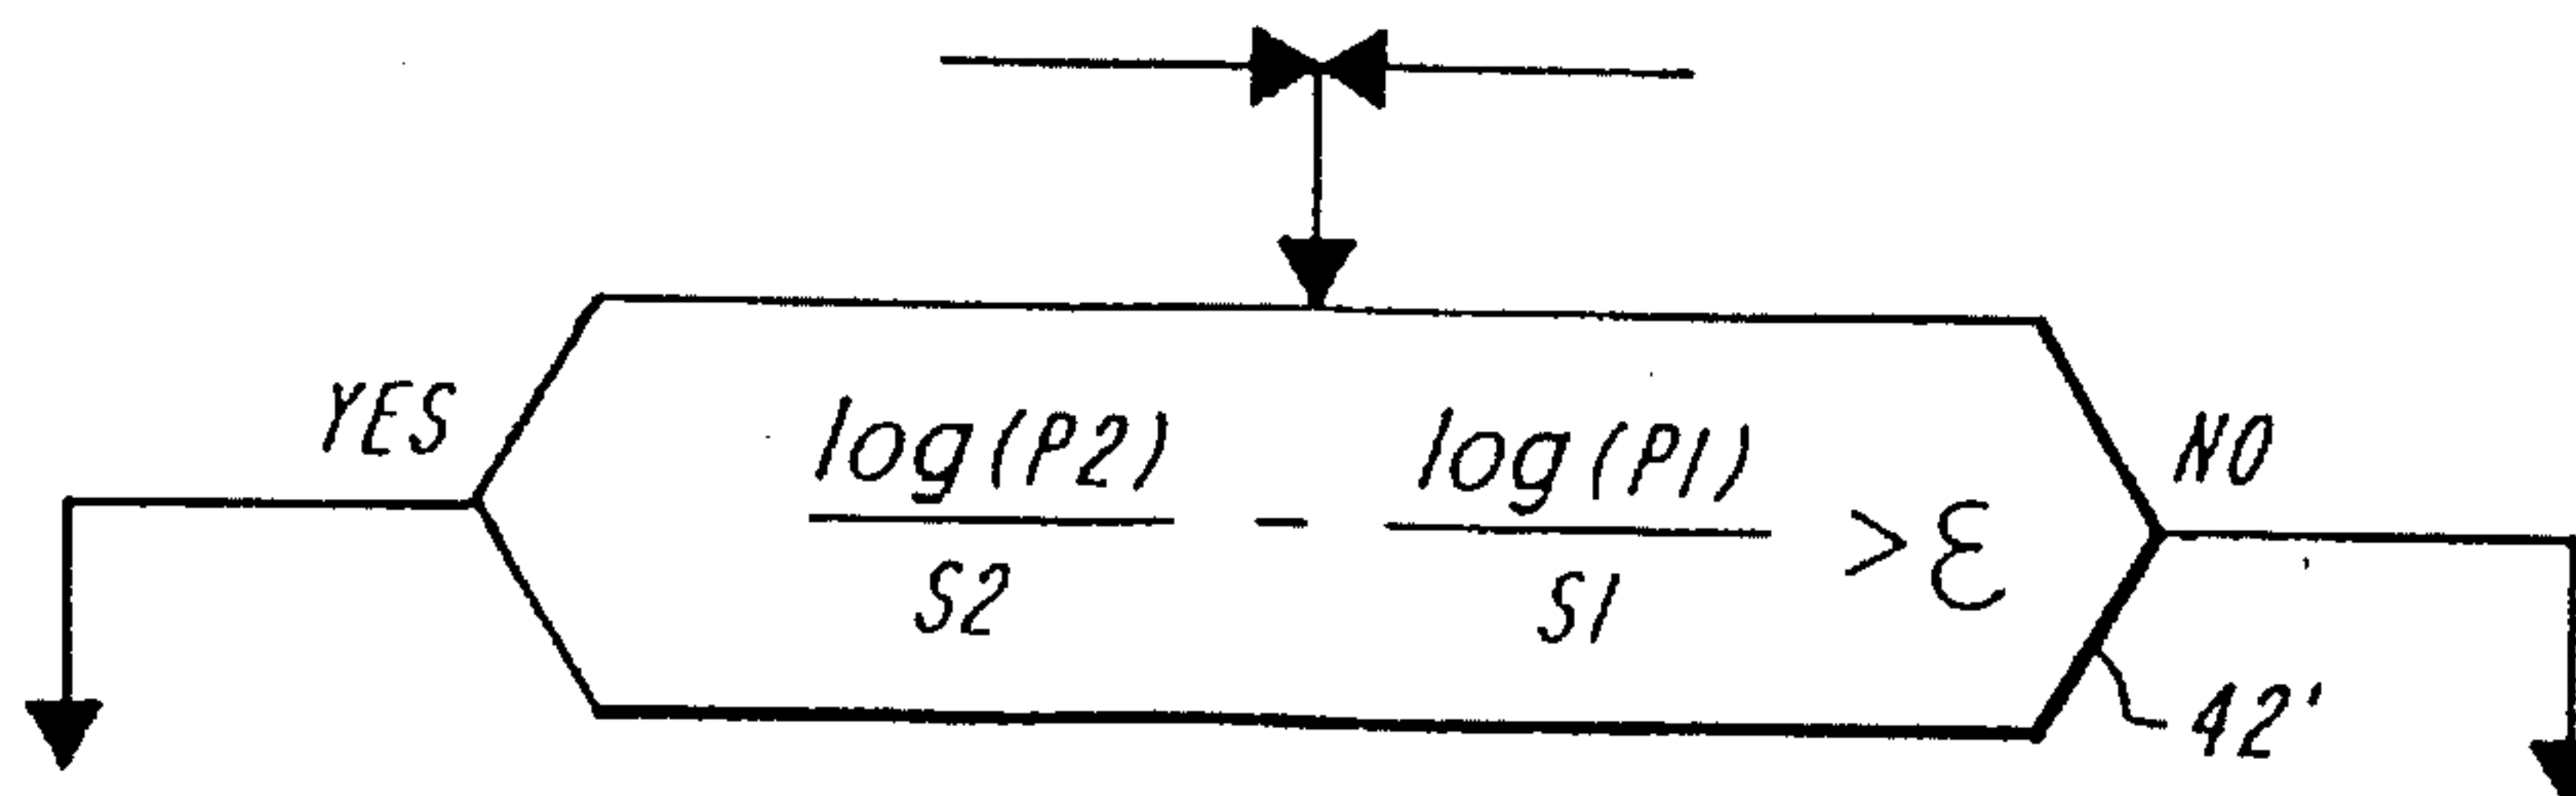 YES
log(P2)/S2 - log(P1)/S1 > ε
NO
42'